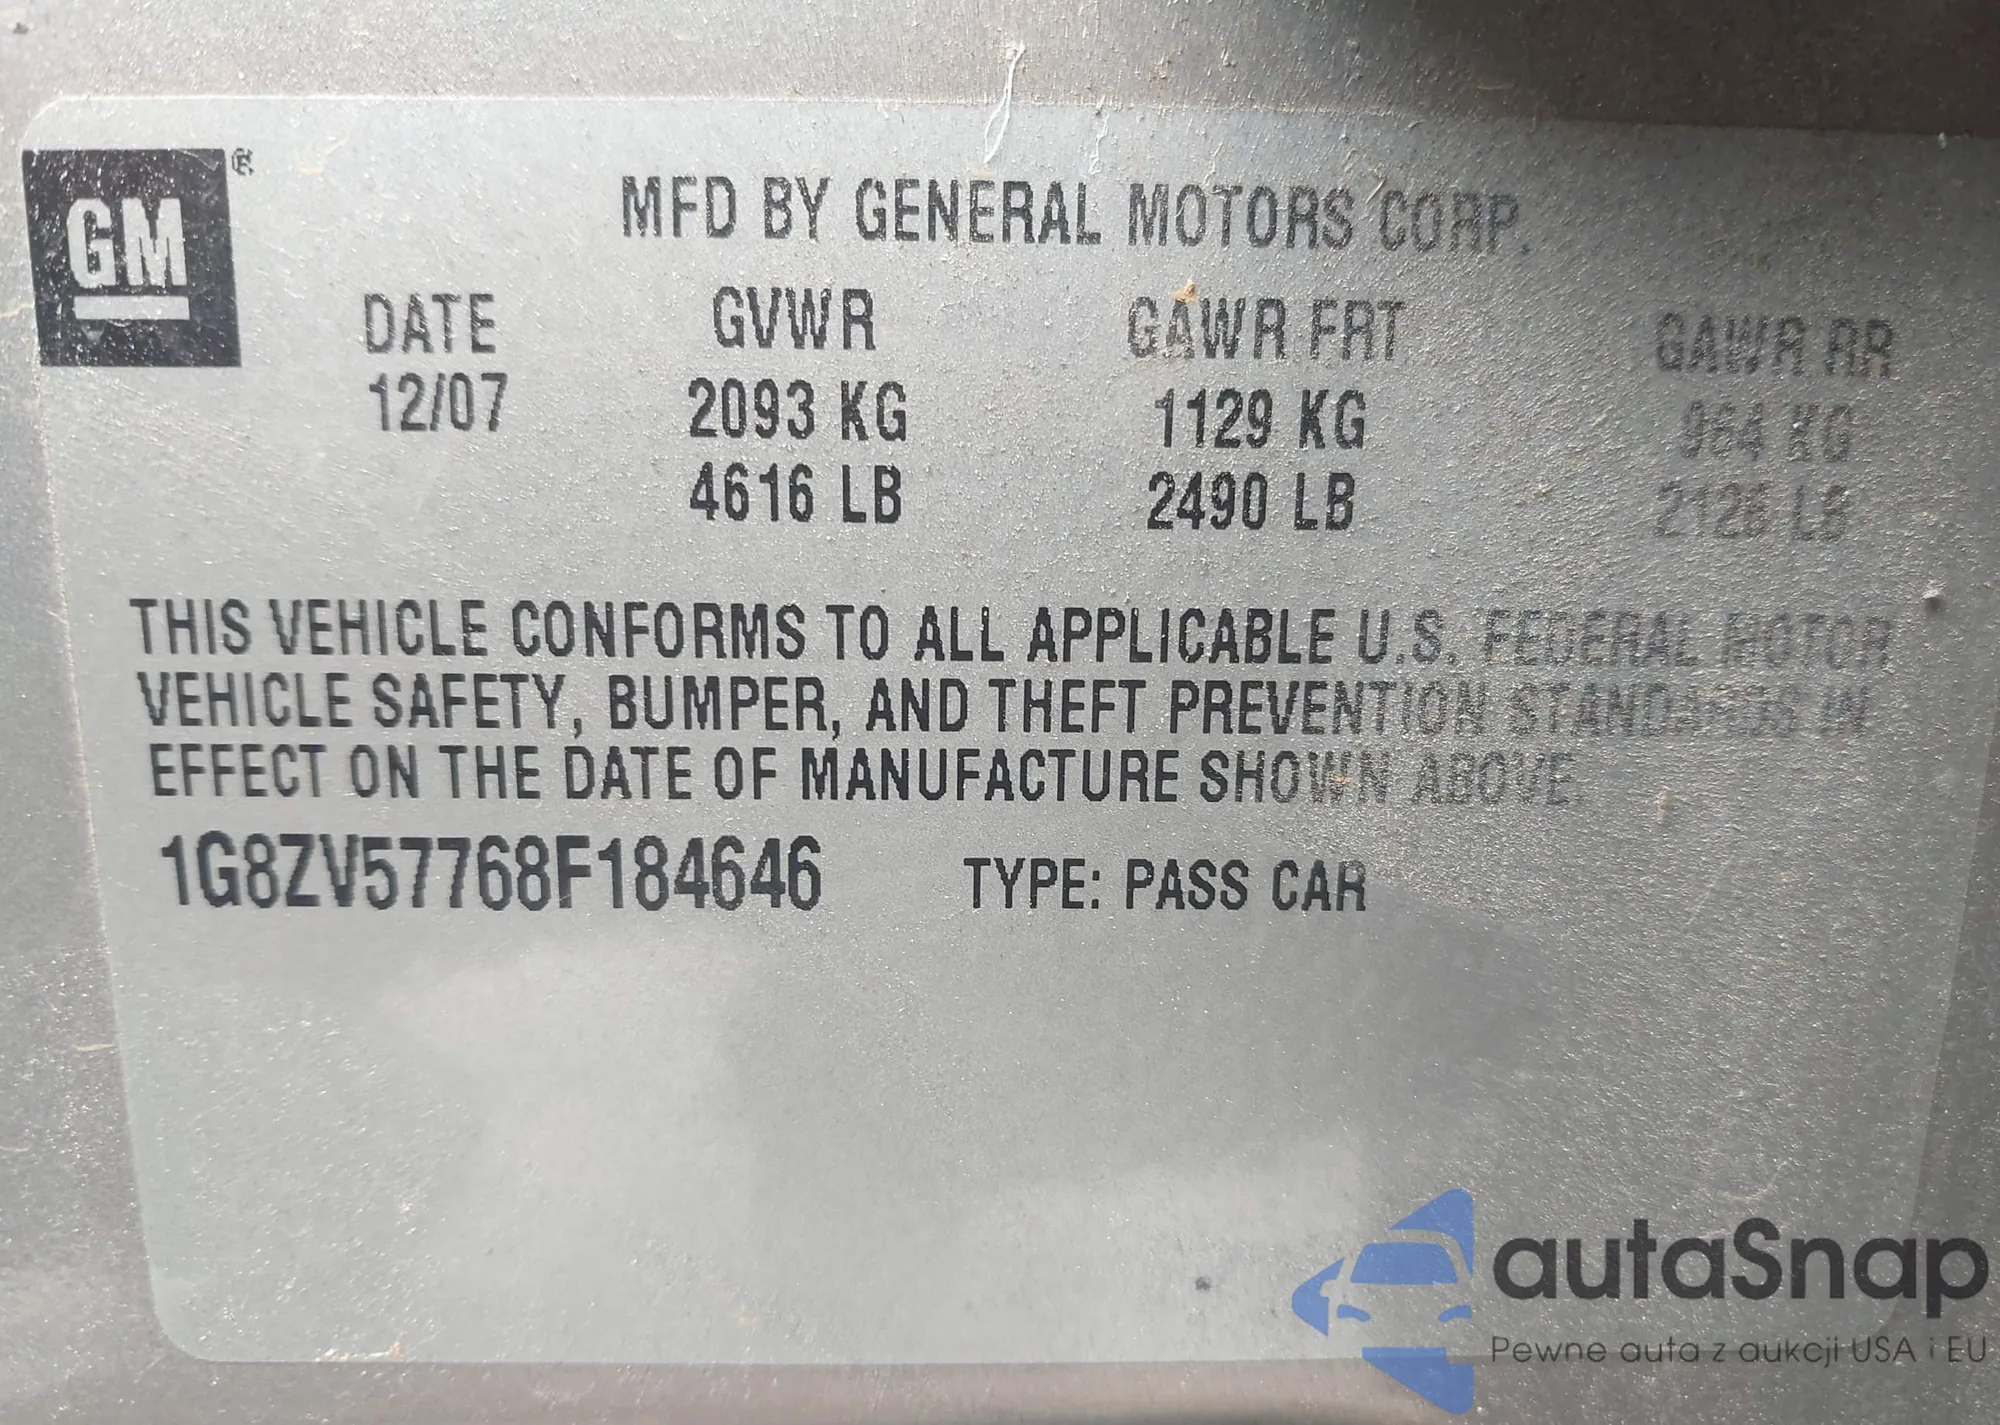 GM ®
MFD BY GENERAL MOTORS CORP.
DATE GVWR GAWR FRT GAWR RR
12/07 2093 KG 1129 KG 964 KG
4616 LB 2490 LB 2126 LB
THIS VEHICLE CONFORMS TO ALL APPLICABLE U.S. FEDERAL MOTOR
VEHICLE SAFETY, BUMPER, AND THEFT PREVENTION STANDARDS IN
EFFECT ON THE DATE OF MANUFACTURE SHOWN ABOVE.
1G8ZV57768F184646 TYPE: PASS CAR
autaSnap
Pewne auta z aukcji USA i EU